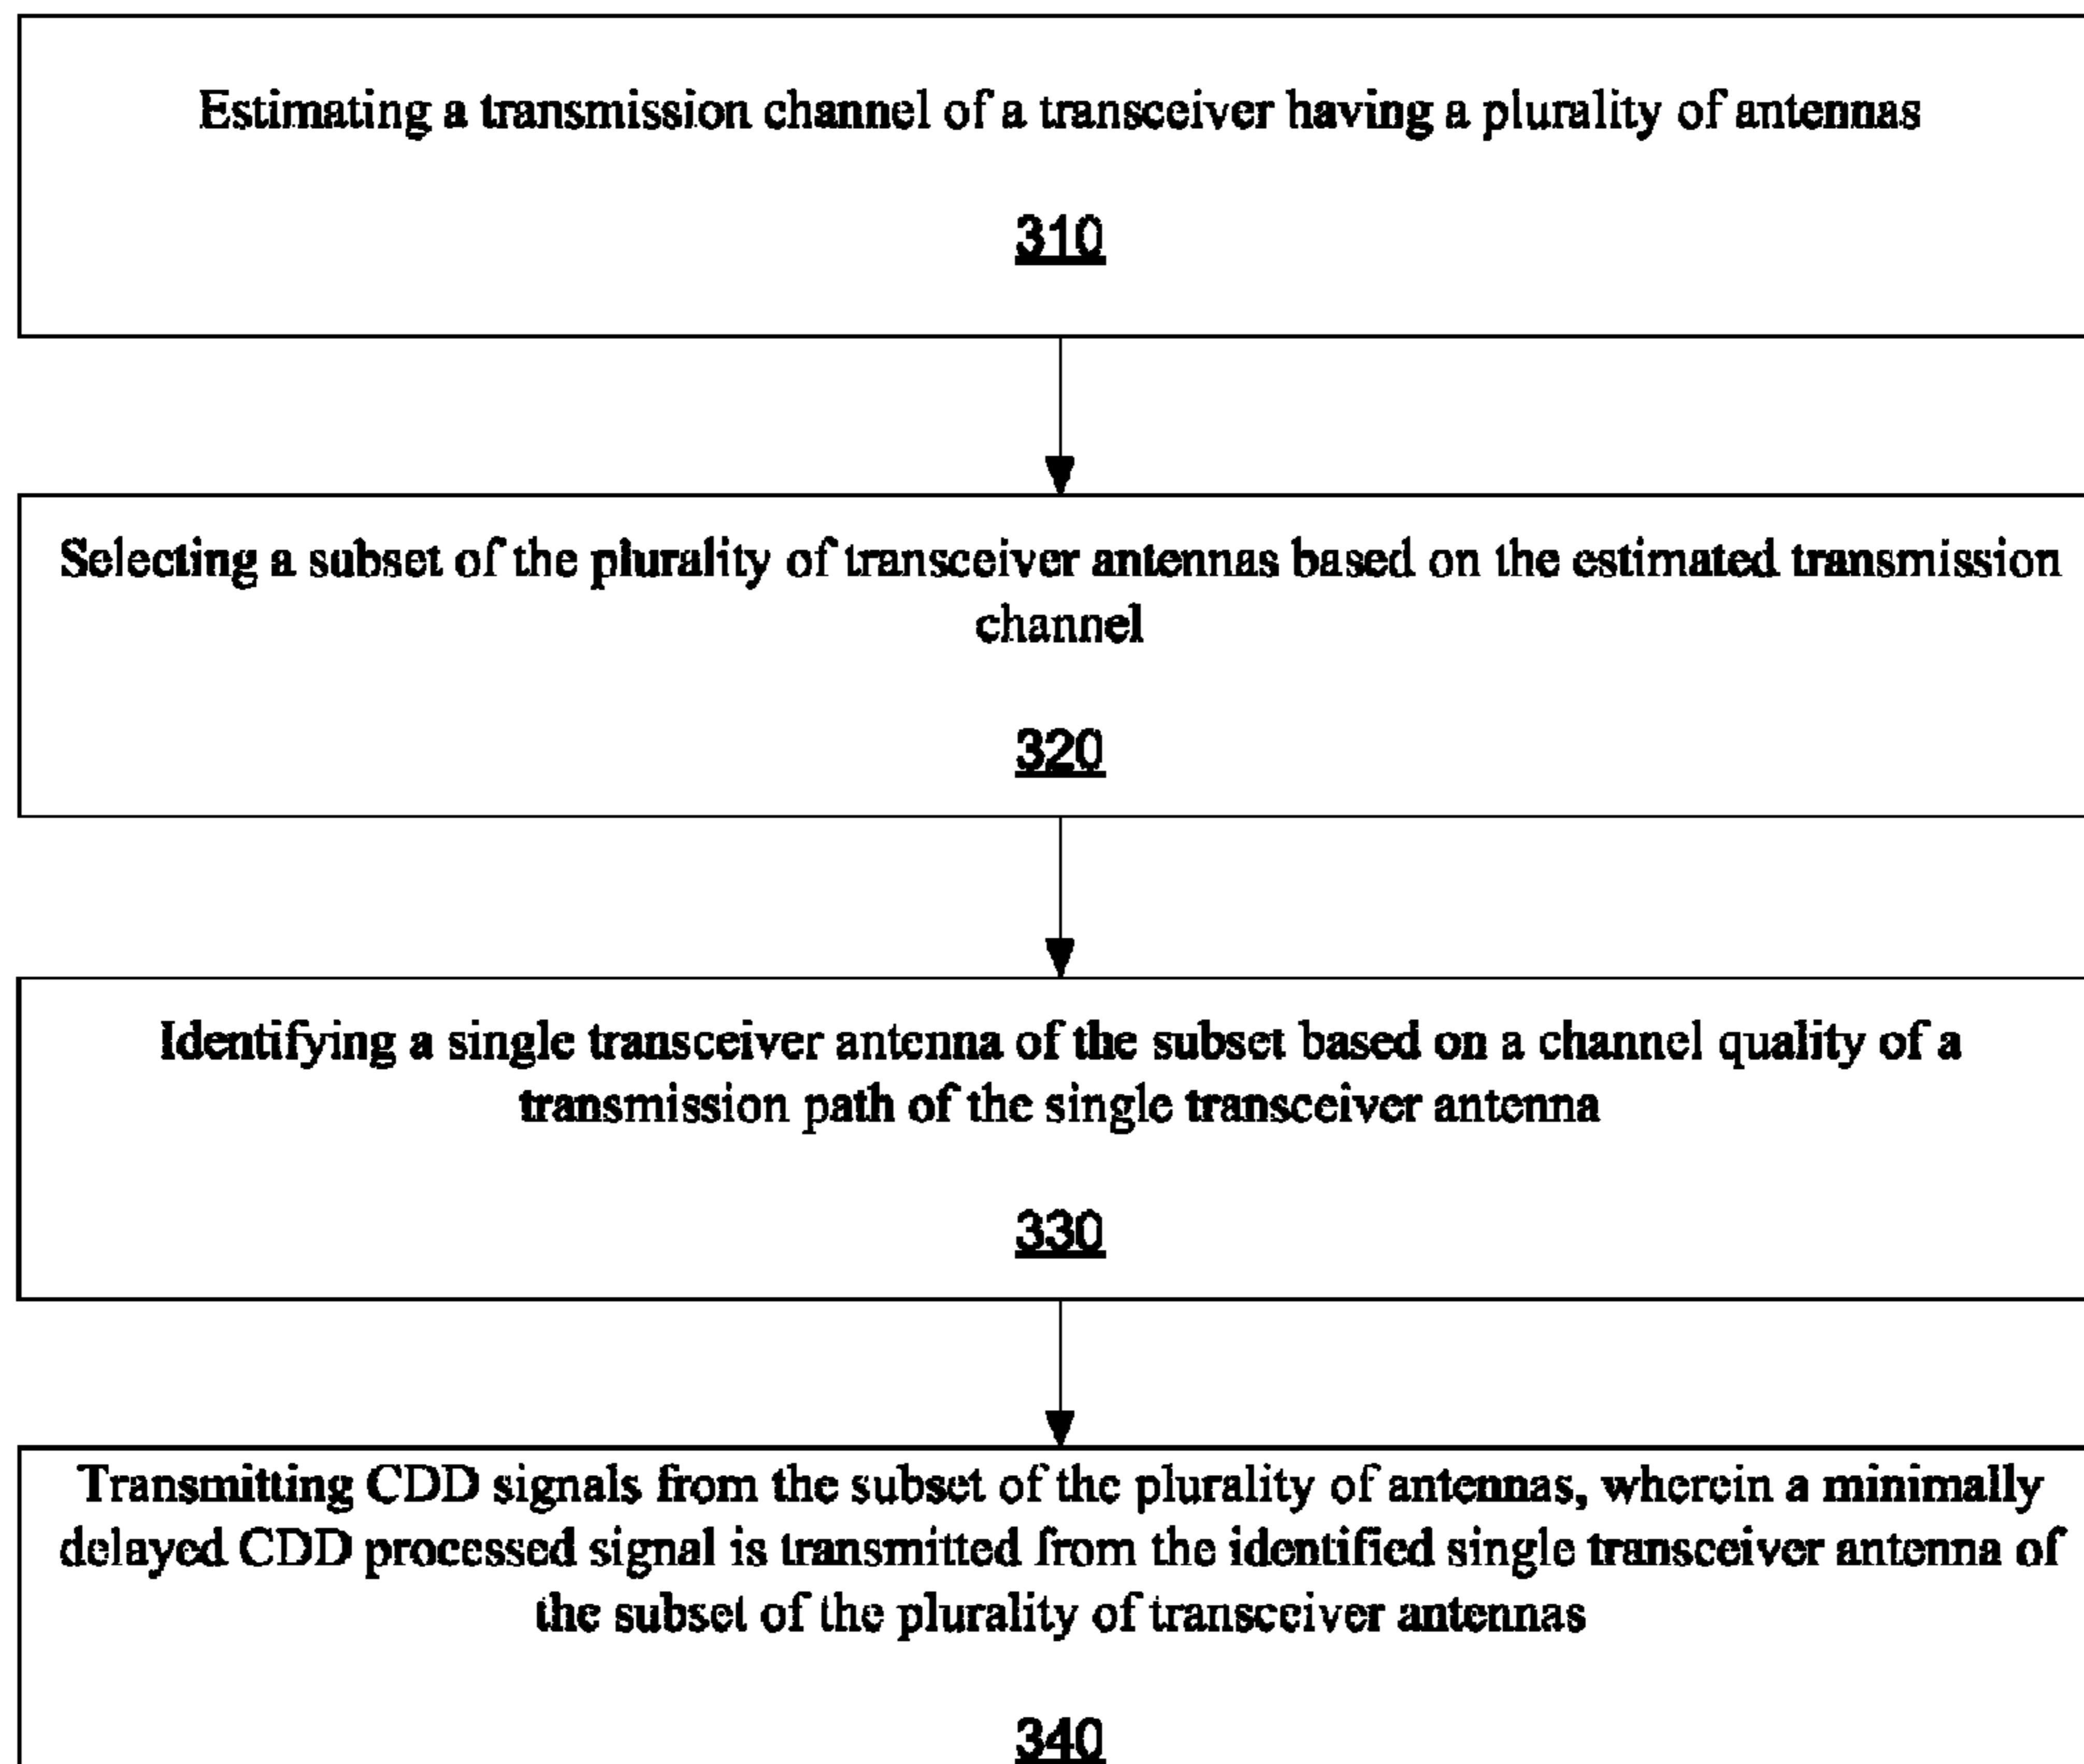 Estimating a transmission channel of a transceiver having a plurality of antennas
310
Selecting a subset of the plurality of transceiver antennas based on the estimated transmission
channel
320
Identifying a single transceiver antenna of the subset based on a channel quality of a
transmission path of the single transceiver antenna
330
Transmitting CDD signals from the subset of the plurality of antennas, wherein a minimally
delayed CDD processed signal is transmitted from the identified single transceiver antenna of
the subset of the plurality of transceiver antennas
340